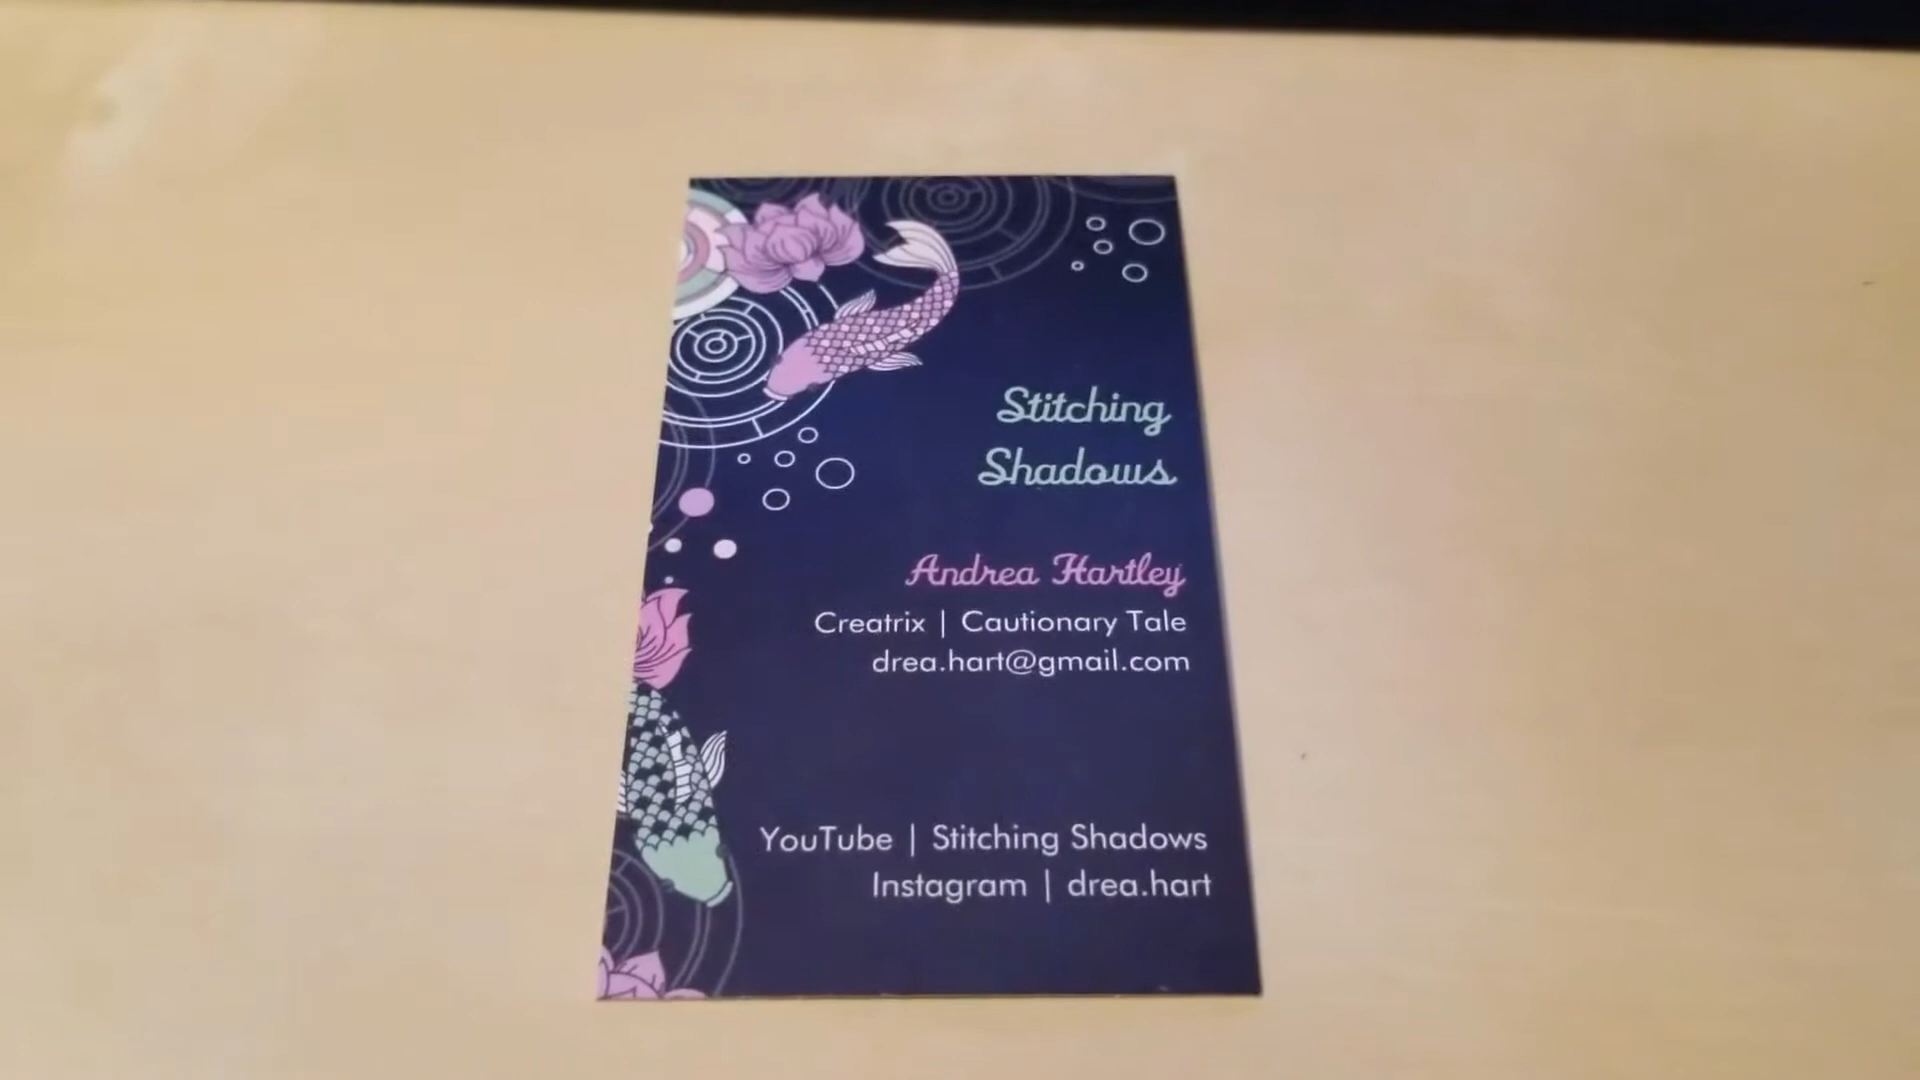 Stitching
Shadows
Andrea Hartley
Creatrix | Cautionary Tale
drea.hart@gmail.com
YouTube | Stitching Shadows
Instagram | drea.hart